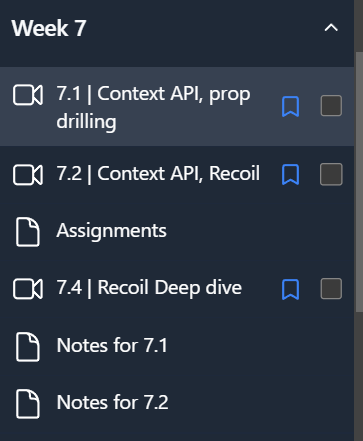 Week 7
7.1 | Context API, prop
drilling
7.2 | Context API, Recoil
Assignments
7.4 | Recoil Deep dive
Notes for 7.1
Notes for 7.2